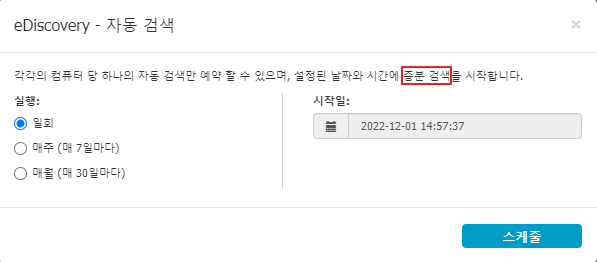 eDiscovery - 자동 검색
×
각각의 컴퓨터 당 하나의 자동 검색만 예약 할 수 있으며, 설정된 날짜와 시간에 증분 검색을 시작합니다.
실행:
일회
매주 (매 7일마다)
매월 (매 30일마다)
시작일:
2022-12-01 14:57:37
스케줄